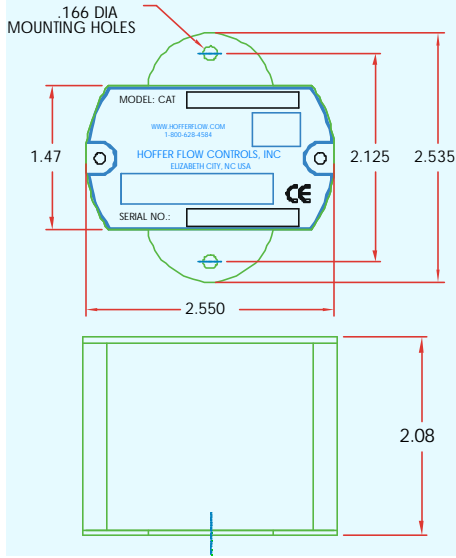 .166 DIA
MOUNTING HOLES
MODEL: CAT
WWW.HOFFERFLOW.COM
1-800-628-4584
HOFFER FLOW CONTROLS, INC
ELIZABETH CITY, NC USA
CE
SERIAL NO.:
1.47
2.125
2.535
2.550
2.08